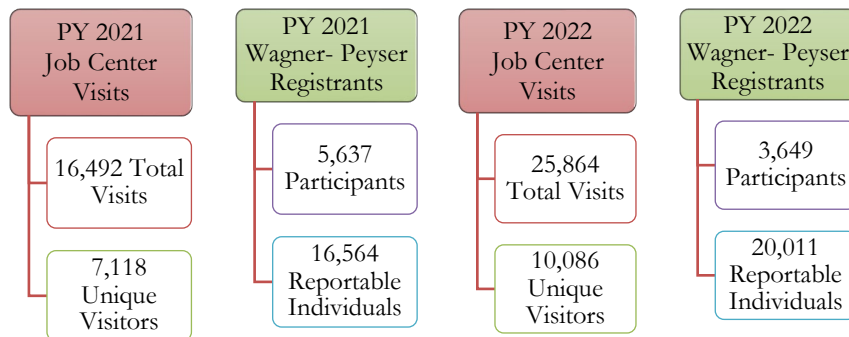 PY 2021
Job Center
Visits
16,492 Total
Visits
7,118
Unique
Visitors
PY 2021
Wagner- Peyser
Registrants
5,637
Participants
16,564
Reportable
Individuals
PY 2022
Job Center
Visits
25,864
Total Visits
10,086
Unique
Visitors
PY 2022
Wagner- Peyser
Registrants
3,649
Participants
20,011
Reportable
Individuals